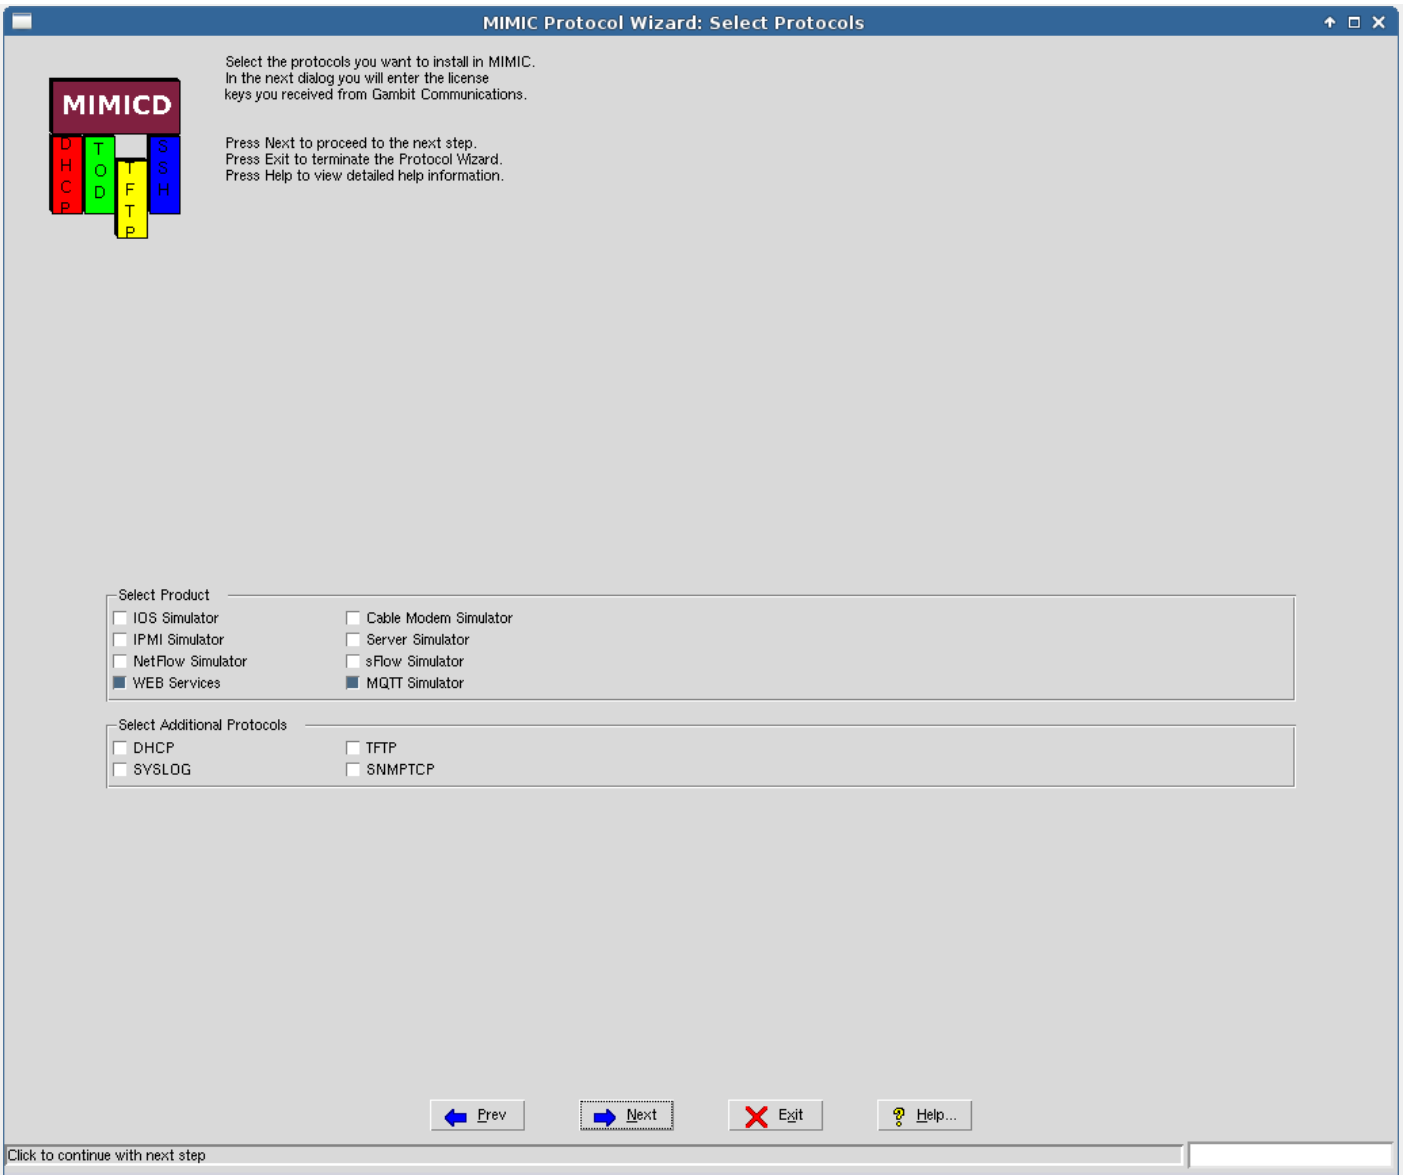 MIMIC Protocol Wizard: Select Protocols
Select the protocols you want to install in MIMIC.
In the next dialog you will enter the license
keys you received from Gambit Communications.
MIMICD
DHCP
TOD
TFTP
SSH
Press Next to proceed to the next step.
Press Exit to terminate the Protocol Wizard.
Press Help to view detailed help information.
Select Product
IOS Simulator
Cable Modem Simulator
IPMI Simulator
Server Simulator
NetFlow Simulator
sFlow Simulator
WEB Services
MQTT Simulator
Select Additional Protocols
DHCP
TFTP
SYSLOG
SNMPTCP
Prev
Next
Exit
Help...
Click to continue with next step